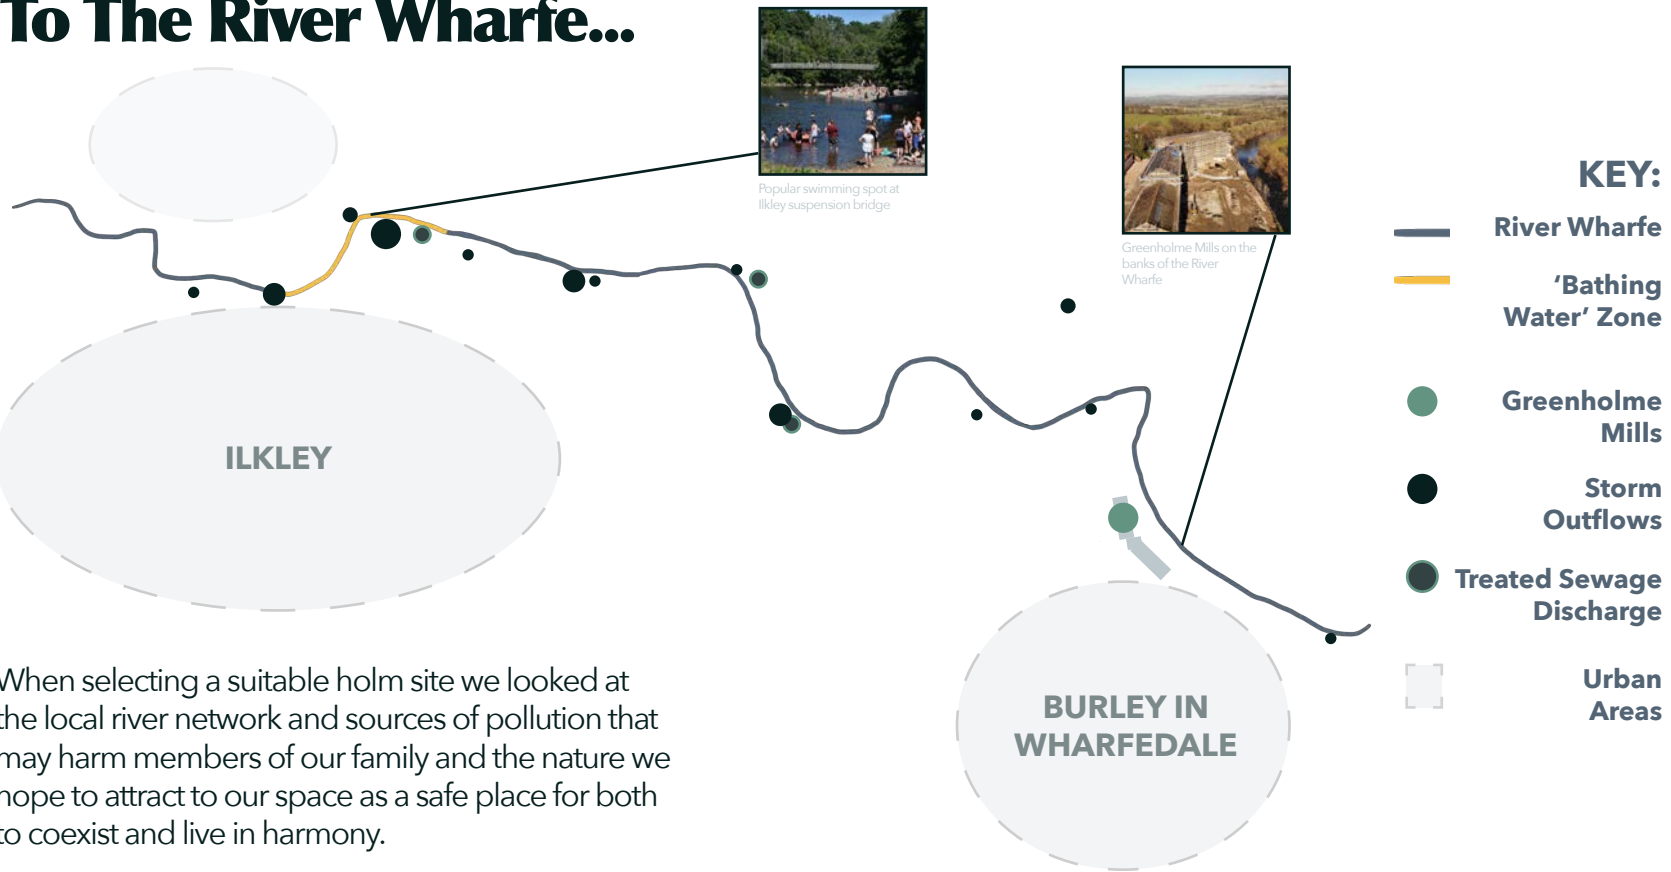 To The River Wharfe...
Popular swimming spot at
Ilkley suspension bridge
Greenholme Mills on the
banks of the River
Wharfe
KEY:
River Wharfe
‘Bathing
Water’ Zone
Greenholme
Mills
Storm
Outflows
Treated Sewage
Discharge
Urban
Areas
ILKLEY
BURLEY IN
WHARFEDALE
When selecting a suitable holm site we looked at
the local river network and sources of pollution that
may harm members of our family and the nature we
hope to attract to our space as a safe place for both
to coexist and live in harmony.